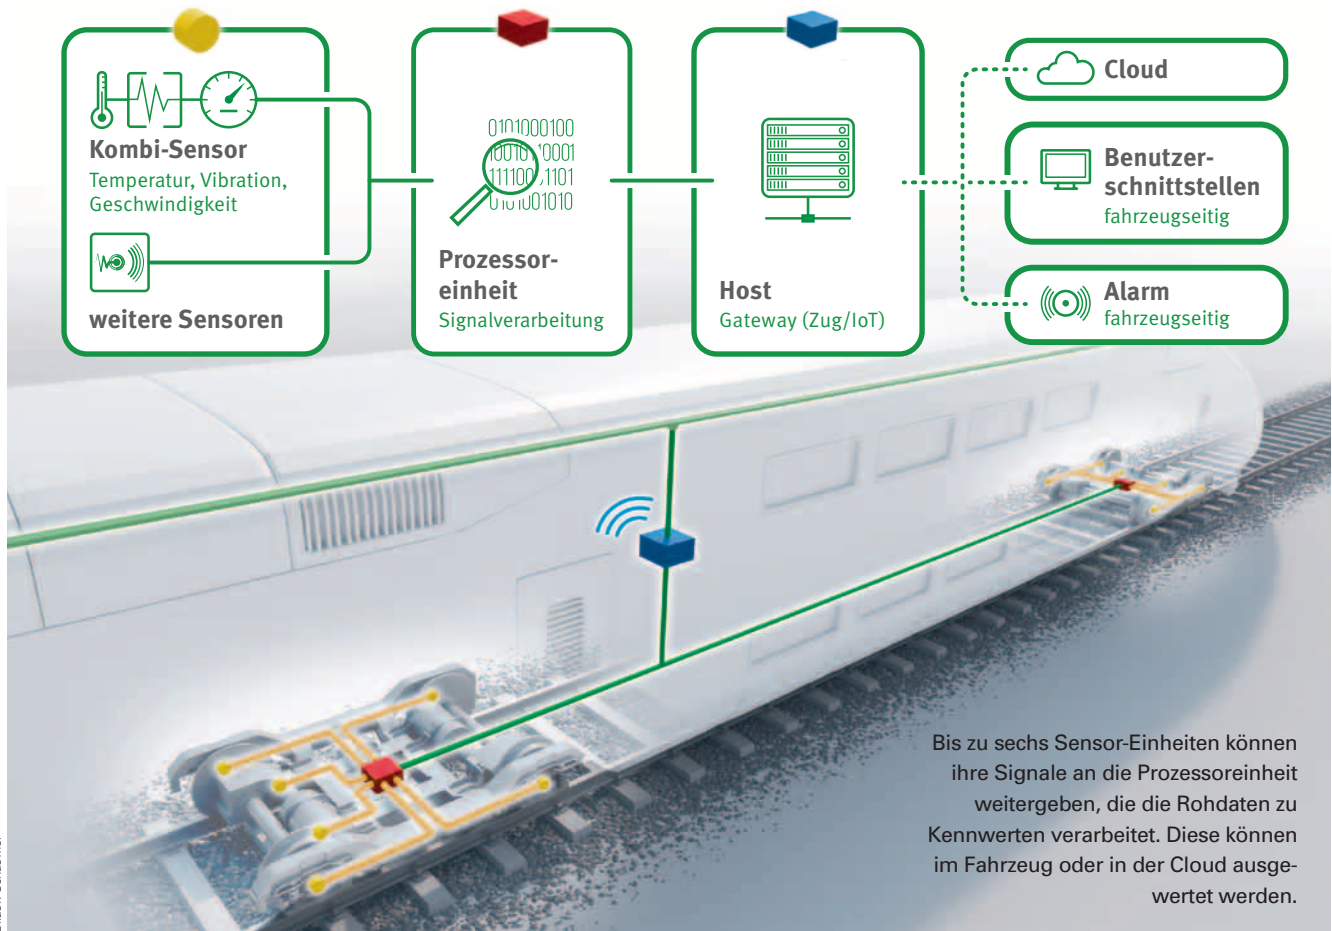 Kombi-Sensor
Temperatur, Vibration,
Geschwindigkeit
weitere Sensoren
0101000100
Prozessor-
einheit
Signalverarbeitung
Host
Gateway (Zug/IoT)
Cloud
Benutzer-
schnittstellen
fahrzeugseitig
Alarm
fahrzeugseitig
Bis zu sechs Sensor-Einheiten können
ihre Signale an die Prozessoreinheit
weitergeben, die die Rohdaten zu
Kennwerten verarbeitet. Diese können
im Fahrzeug oder in der Cloud ausge-
wertet werden.